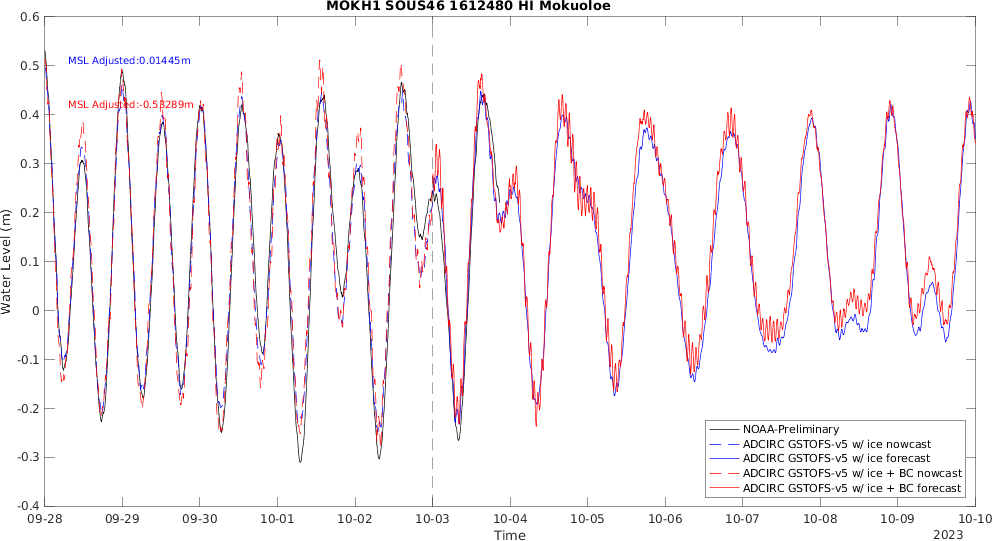 MOKH1 SOUS46 1612480 HI Mokuoloe
0.6
0.5
0.4
0.3
0.2
0.1
0
-0.1
-0.2
-0.3
-0.4
Water Level (m)
MSL Adjusted:0.01445m
MSL Adjusted:-0.53289m
NOAA-Preliminary
ADCIRC GSTOFS-v5 w/ ice nowcast
ADCIRC GSTOFS-v5 w/ ice forecast
ADCIRC GSTOFS-v5 w/ ice + BC nowcast
ADCIRC GSTOFS-v5 w/ ice + BC forecast
09-28 09-29 09-30 10-01 10-02 10-03 10-04 10-05 10-06 10-07 10-08 10-09 10-10
Time
2023